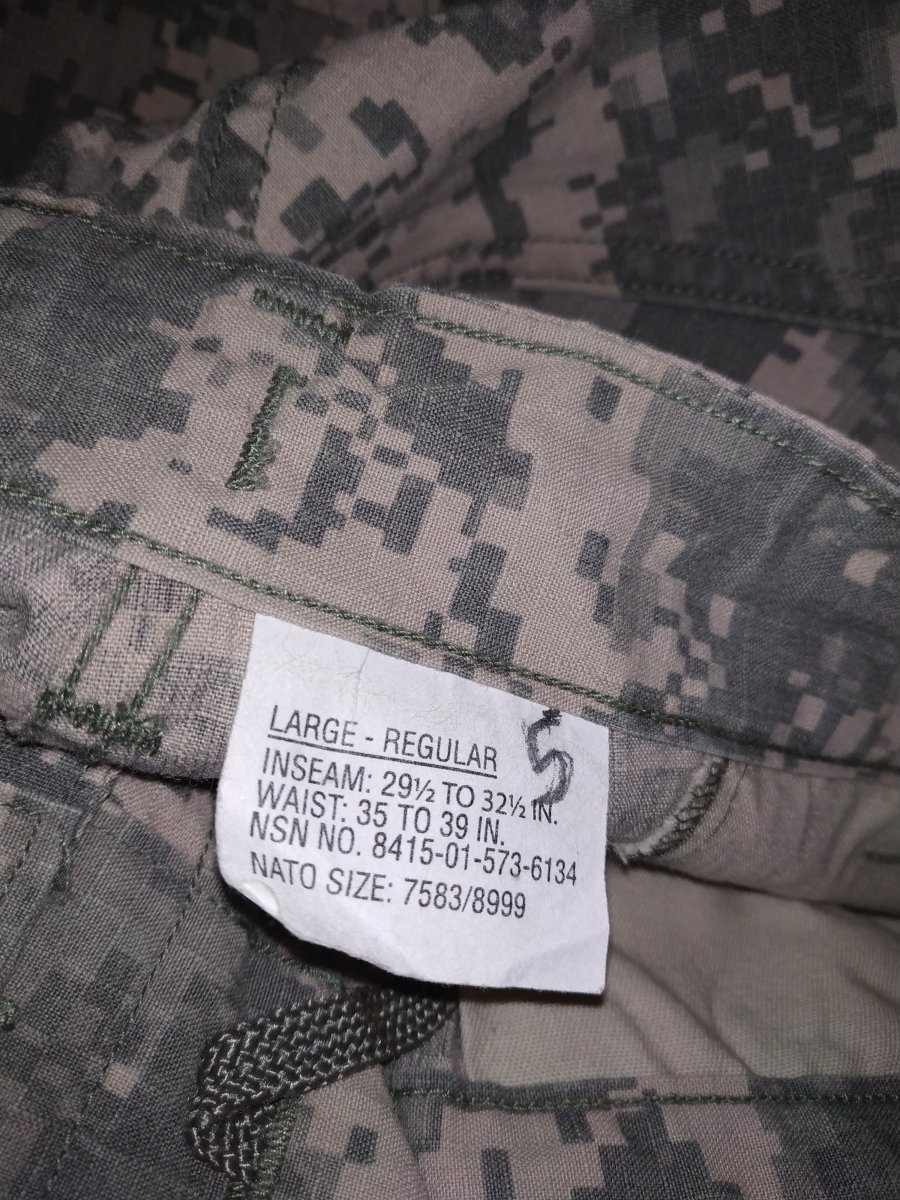 LARGE - REGULAR 5
INSEAM: 29½ TO 32½ IN.
WAIST: 35 TO 39 IN.
NSN NO. 8415-01-573-6134
NATO SIZE: 7583/8999